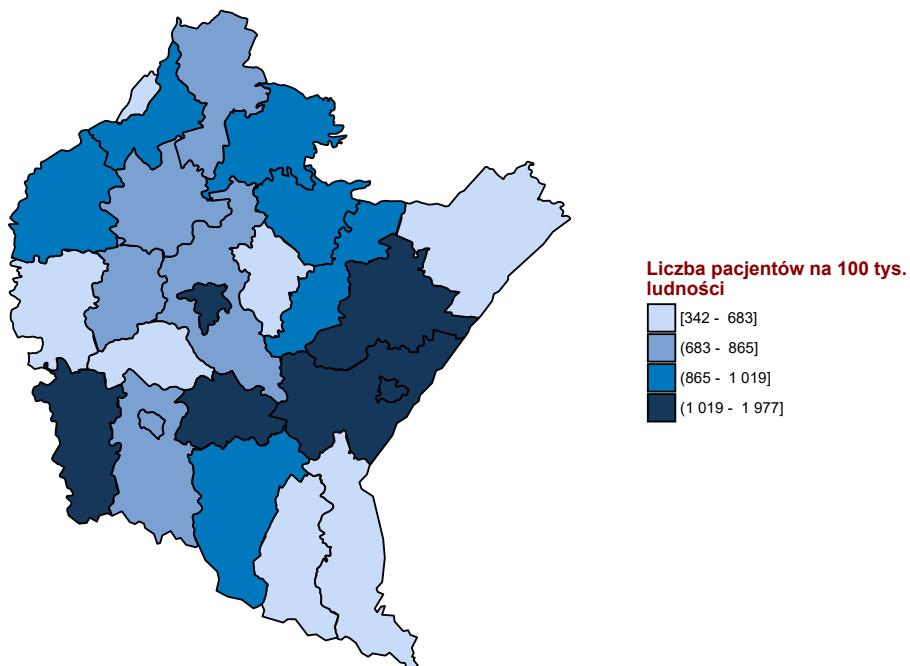 Liczba pacjentów na 100 tys.
ludności
[342 - 683]
(683 - 865]
(865 - 1 019]
(1 019 - 1 977]